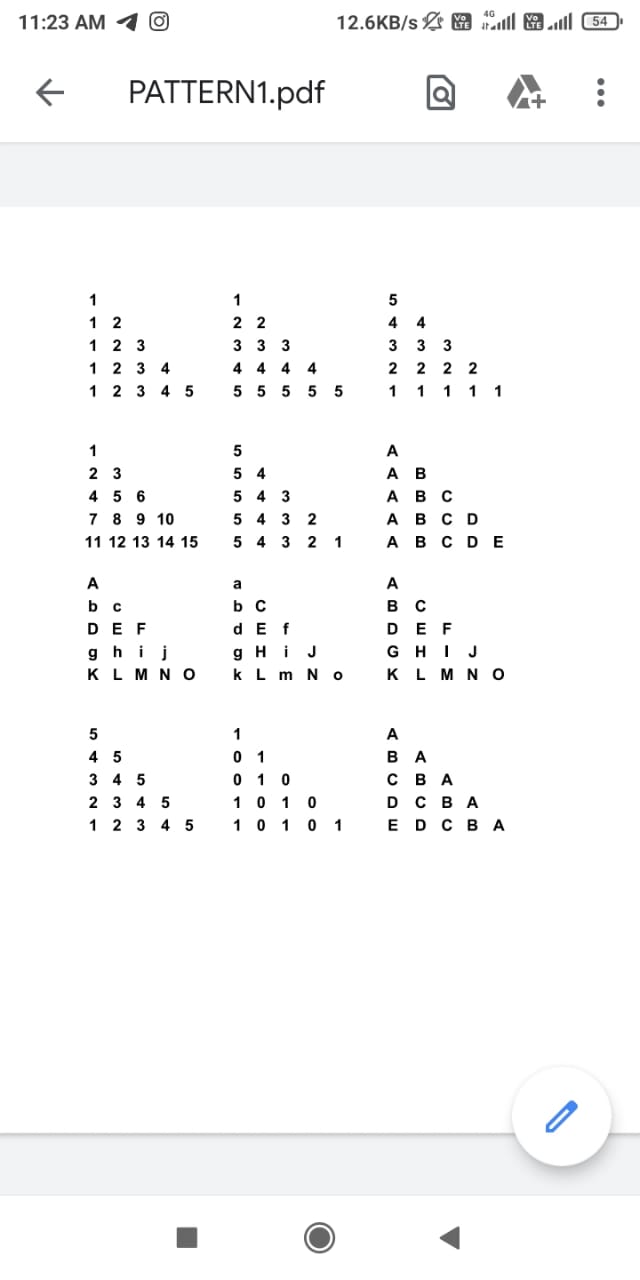 11:23 AM 12.6KB/s Vo LTE 4G Vo LTE 54
PATTERN1.pdf
1 1 5
1 2 2 2 4 4
1 2 3 3 3 3 3 3 3
1 2 3 4 4 4 4 4 2 2 2 2
1 2 3 4 5 5 5 5 5 5 1 1 1 1 1
1 5 A
2 3 5 4 A B
4 5 6 5 4 3 A B C
7 8 9 10 5 4 3 2 A B C D
11 12 13 14 15 5 4 3 2 1 A B C D E
A a A
b c b C B C
D E F d E f D E F
g h i j g H i J G H I J
K L M N O k L m N o K L M N O
5 1 A
4 5 0 1 B A
3 4 5 0 1 0 C B A
2 3 4 5 1 0 1 0 D C B A
1 2 3 4 5 1 0 1 0 1 E D C B A